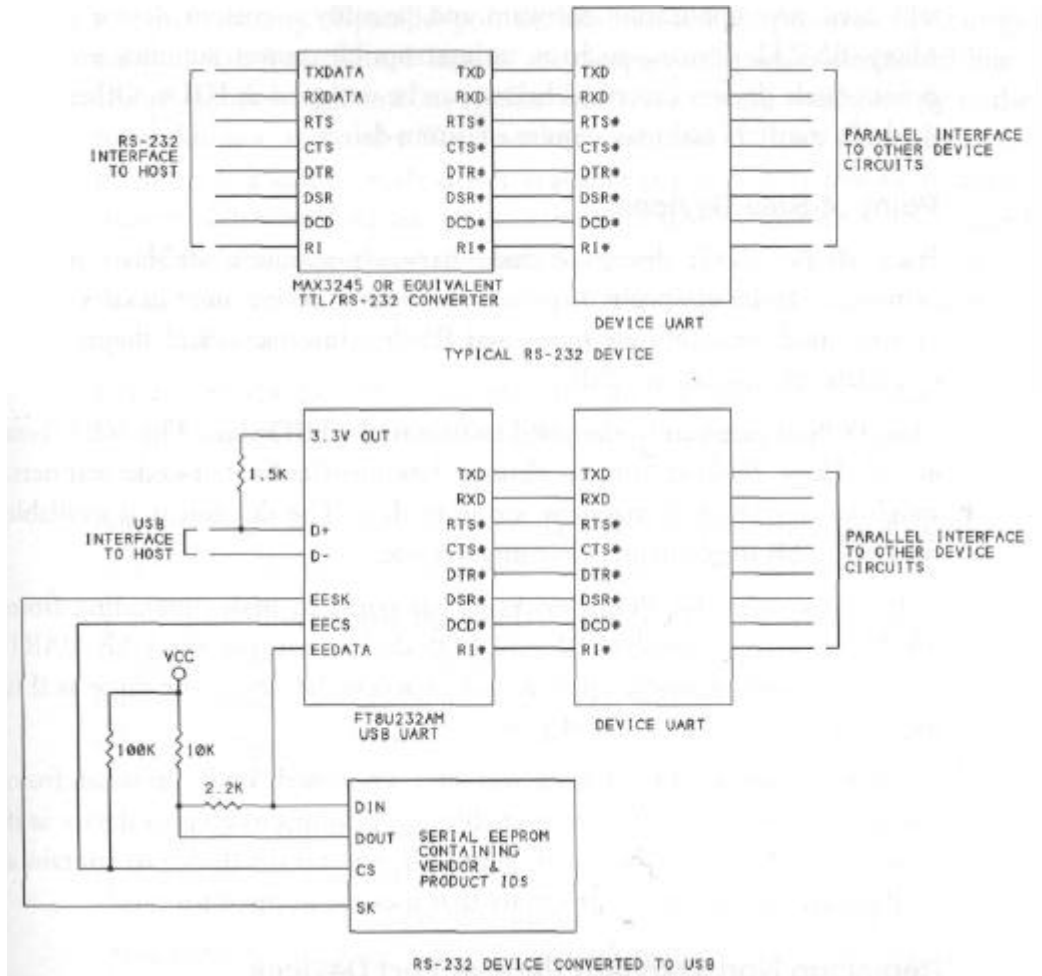 TXDATA TXD TXD
RXDATA RXD RXD
RTS RTS* RTS*
CTS CTS* CTS*
DTR DTR* DTR*
DSR DSR* DSR*
DCD DCD* DCD*
RI RI* RI*
RS-232
INTERFACE
TO HOST
PARALLEL INTERFACE
TO OTHER DEVICE
CIRCUITS
MAX3245 OR EQUIVALENT
TTL/RS-232 CONVERTER
DEVICE UART
TYPICAL RS-232 DEVICE
3.3V OUT
1.5K
TXD TXD
RXD RXD
RTS* RTS*
CTS* CTS*
DTR* DTR*
DSR* DSR*
DCD* DCD*
RI* RI*
USB
INTERFACE
TO HOST
D+
D-
EESK
EECS
EEDATA
PARALLEL INTERFACE
TO OTHER DEVICE
CIRCUITS
FT8U232AM
USB UART
DEVICE UART
VCC
100K
10K
2.2K
DIN
DOUT
CS
SK
SERIAL EEPROM
CONTAINING
VENDOR &
PRODUCT IDS
RS-232 DEVICE CONVERTED TO USB